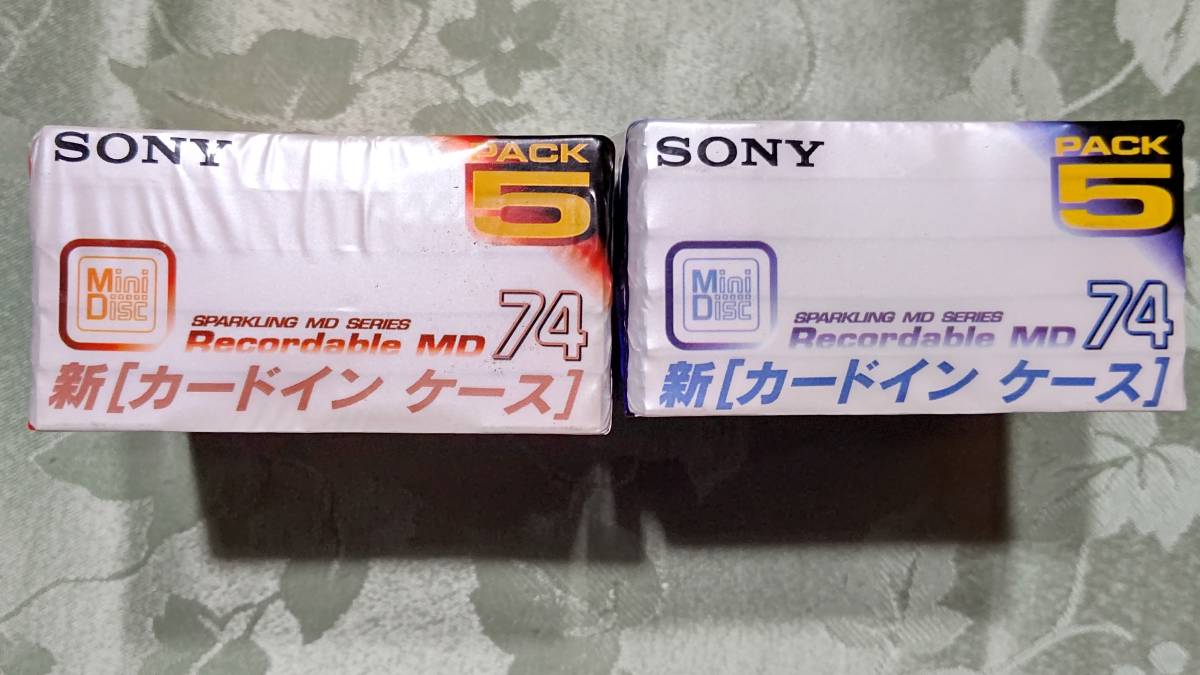 SONY
PACK
5
Mini
Disc
SPARKLING MD SERIES
Recordable MD 74
新[カードイン ケース]
SONY
PACK
5
Mini
Disc
SPARKLING MD SERIES
Recordable MD 74
新[カードイン ケース]